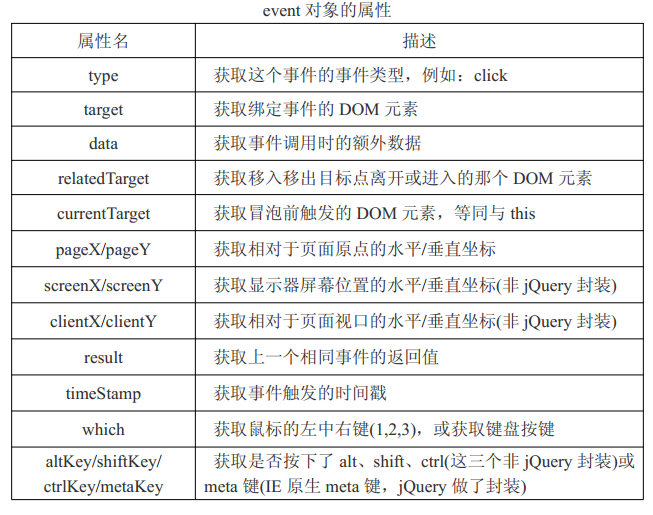 event 对象的属性
属性名 描述
type 获取这个事件的事件类型，例如：click
target 获取绑定事件的 DOM 元素
data 获取事件调用时的额外数据
relatedTarget 获取移入移出目标点离开或进入的那个 DOM 元素
currentTarget 获取冒泡前触发的 DOM 元素，等同与 this
pageX/pageY 获取相对于页面原点的水平/垂直坐标
screenX/screenY 获取显示器屏幕位置的水平/垂直坐标(非 jQuery 封装)
clientX/clientY 获取相对于页面视口的水平/垂直坐标(非 jQuery 封装)
result 获取上一个相同事件的返回值
timeStamp 获取事件触发的时间戳
which 获取鼠标的左中右键(1,2,3)，或获取键盘按键
altKey/shiftKey/ 获取是否按下了 alt、shift、ctrl(这三个非 jQuery 封装)或
ctrlKey/metaKey meta 键(IE 原生 meta 键，jQuery 做了封装)